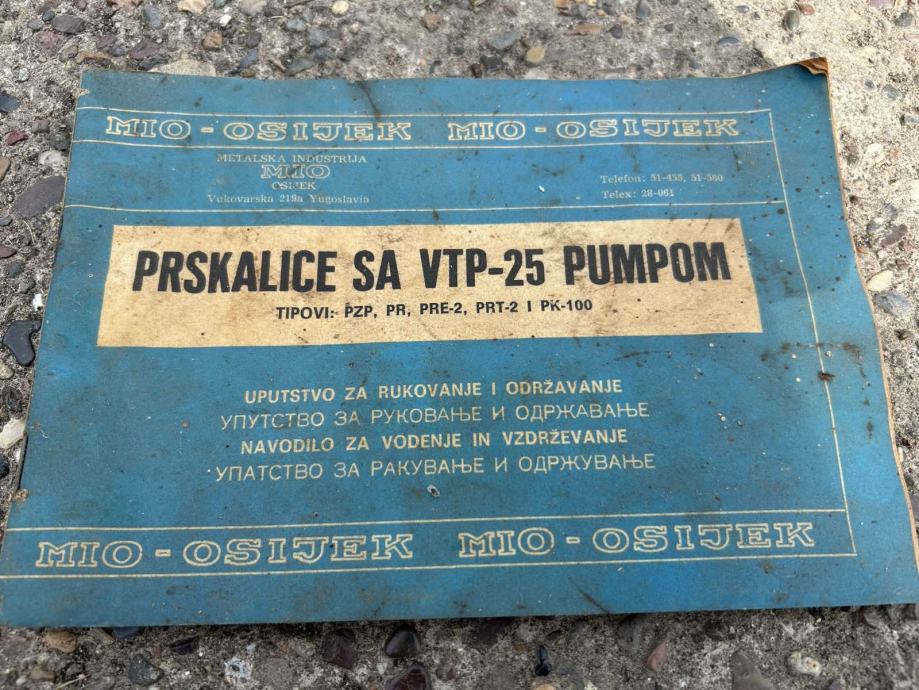 MIO - OSIJEK MIO - OSIJEK
METALSKA INDUSTRIJA
MIO
OSIJEK
Vukovarska 219a Yugoslavia
Telefon: 51-455, 51-580
Telex: 28-061
PRSKALICE SA VTP-25 PUMPOM
TIPOVI: PZP, PR, PRE-2, PRT-2 I PK-100
UPUTSTVO ZA RUKOVANJE I ODRŽAVANJE
УПУТСТВО ЗА РУКОВАЊЕ И ОДРЖАВАЊЕ
NAVODILO ZA VODENJE IN VZDRŽEVANJE
УПАТСТВО ЗА РАКУВАЊЕ И ОДРЖУВАЊЕ
MIO - OSIJEK MIO - OSIJEK